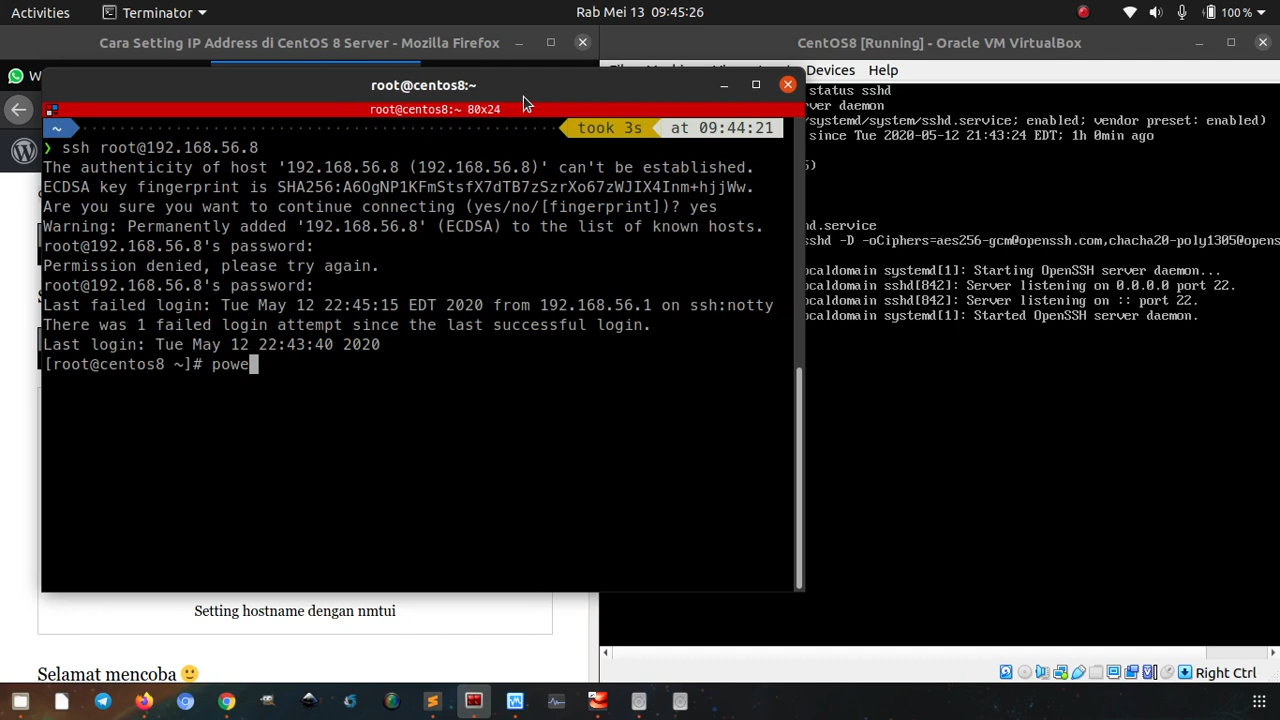 Activities
Terminator
Rab Mei 13 09:45:26
100 %
Cara Setting IP Address di CentOS 8 Server - Mozilla Firefox
CentOS8 [Running] - Oracle VM VirtualBox
Devices Help
root@centos8:~
root@centos8:~ 80x24
~
took 3s
at 09:44:21
❯ ssh root@192.168.56.8
The authenticity of host '192.168.56.8 (192.168.56.8)' can't be established.
ECDSA key fingerprint is SHA256:A6OgNP1KFmStsfX7dTB7zSzrXo67zWJIX4Inm+hjjWw.
Are you sure you want to continue connecting (yes/no/[fingerprint])? yes
Warning: Permanently added '192.168.56.8' (ECDSA) to the list of known hosts.
root@192.168.56.8's password:
Permission denied, please try again.
root@192.168.56.8's password:
Last failed login: Tue May 12 22:45:15 EDT 2020 from 192.168.56.1 on ssh:notty
There was 1 failed login attempt since the last successful login.
Last login: Tue May 12 22:43:40 2020
[root@centos8 ~]# powe
status sshd
rver daemon
/systemd/system/sshd.service; enabled; vendor preset: enabled)
since Tue 2020-05-12 21:43:24 EDT; 1h 0min ago
hd.service
sshd -D -oCiphers=aes256-gcm@openssh.com,chacha20-poly1305@opens
ocaldomain systemd[1]: Starting OpenSSH server daemon...
ocaldomain sshd[842]: Server listening on 0.0.0.0 port 22.
ocaldomain sshd[842]: Server listening on :: port 22.
ocaldomain systemd[1]: Started OpenSSH server daemon.
Setting hostname dengan nmtui
Selamat mencoba 🙂
Right Ctrl